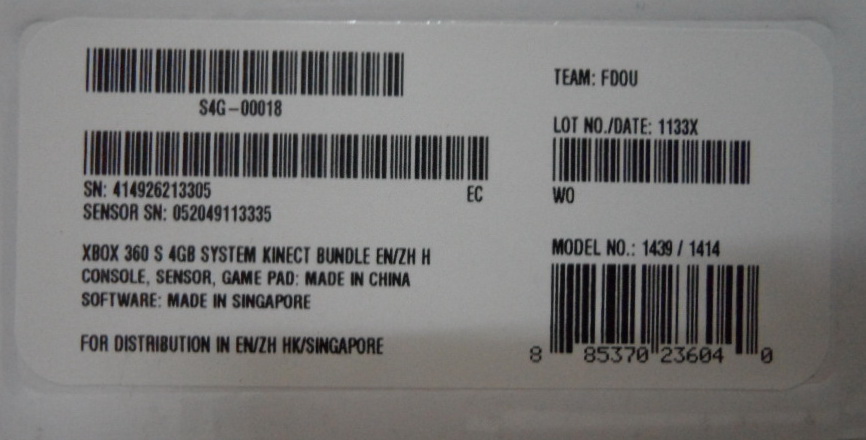 S4G-00018
SN: 414926213305 EC
SENSOR SN: 052049113335
XBOX 360 S 4GB SYSTEM KINECT BUNDLE EN/ZH H
CONSOLE, SENSOR, GAME PAD: MADE IN CHINA
SOFTWARE: MADE IN SINGAPORE
FOR DISTRIBUTION IN EN/ZH HK/SINGAPORE
TEAM: FDOU
LOT NO./DATE: 1133X
WO
MODEL NO.: 1439 / 1414
8 85370 23604 0